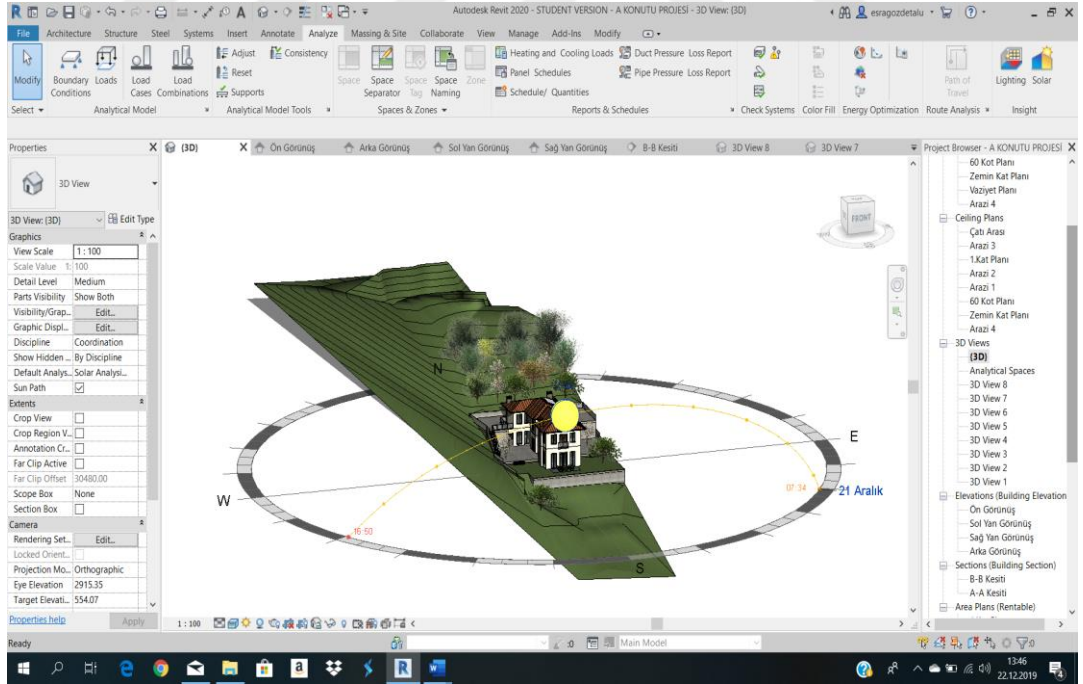 Autodesk Revit 2020 - STUDENT VERSION - A KONUTU PROJESİ - 3D View: {3D}
esragozdetalu
File Architecture Structure Steel Systems Insert Annotate Analyze Massing & Site Collaborate View Manage Add-Ins Modify
Modify
Boundary Conditions
Loads
Load Cases
Load Combinations
Adjust
Reset
Supports
Consistency
Space
Space Separator
Space Tag
Space Naming
Zone
Heating and Cooling Loads
Panel Schedules
Schedule/ Quantities
Duct Pressure Loss Report
Pipe Pressure Loss Report
Path of Travel
Lighting
Solar
Select
Analytical Model
Analytical Model Tools
Spaces & Zones
Reports & Schedules
Check Systems
Color Fill
Energy Optimization
Route Analysis
Insight
Properties
3D View
3D View: {3D}
Edit Type
Graphics
View Scale 1 : 100
Scale Value 1: 100
Detail Level Medium
Parts Visibility Show Both
Visibility/Grap... Edit...
Graphic Displ... Edit...
Discipline Coordination
Show Hidden ... By Discipline
Default Analys... Solar Analysi...
Sun Path
Extents
Crop View
Crop Region V...
Annotation Cr...
Far Clip Active
Far Clip Offset 30480.00
Scope Box None
Section Box
Camera
Rendering Set... Edit...
Locked Orient...
Projection Mo... Orthographic
Eye Elevation 2915.35
Target Elevati... 554.07
Properties help
Apply
{3D}
Ön Görünüş
Arka Görünüş
Sol Yan Görünüş
Sağ Yan Görünüş
B-B Kesiti
3D View 8
3D View 7
FRONT
N
E
W
S
07:34
21 Aralık
16:50
Project Browser - A KONUTU PROJESİ
60 Kot Planı
Zemin Kat Planı
Vaziyet Planı
Arazi 4
Ceiling Plans
Çatı Arası
Arazi 3
1.Kat Planı
Arazi 2
Arazi 1
60 Kot Planı
Zemin Kat Planı
Arazi 4
3D Views
{3D}
Analytical Spaces
3D View 8
3D View 7
3D View 6
3D View 5
3D View 4
3D View 3
3D View 2
3D View 1
Elevations (Building Elevation
Ön Görünüş
Sol Yan Görünüş
Sağ Yan Görünüş
Arka Görünüş
Sections (Building Section)
B-B Kesiti
A-A Kesiti
Area Plans (Rentable)
1 : 100
Ready
:0
Main Model
:0
13:46
22.12.2019